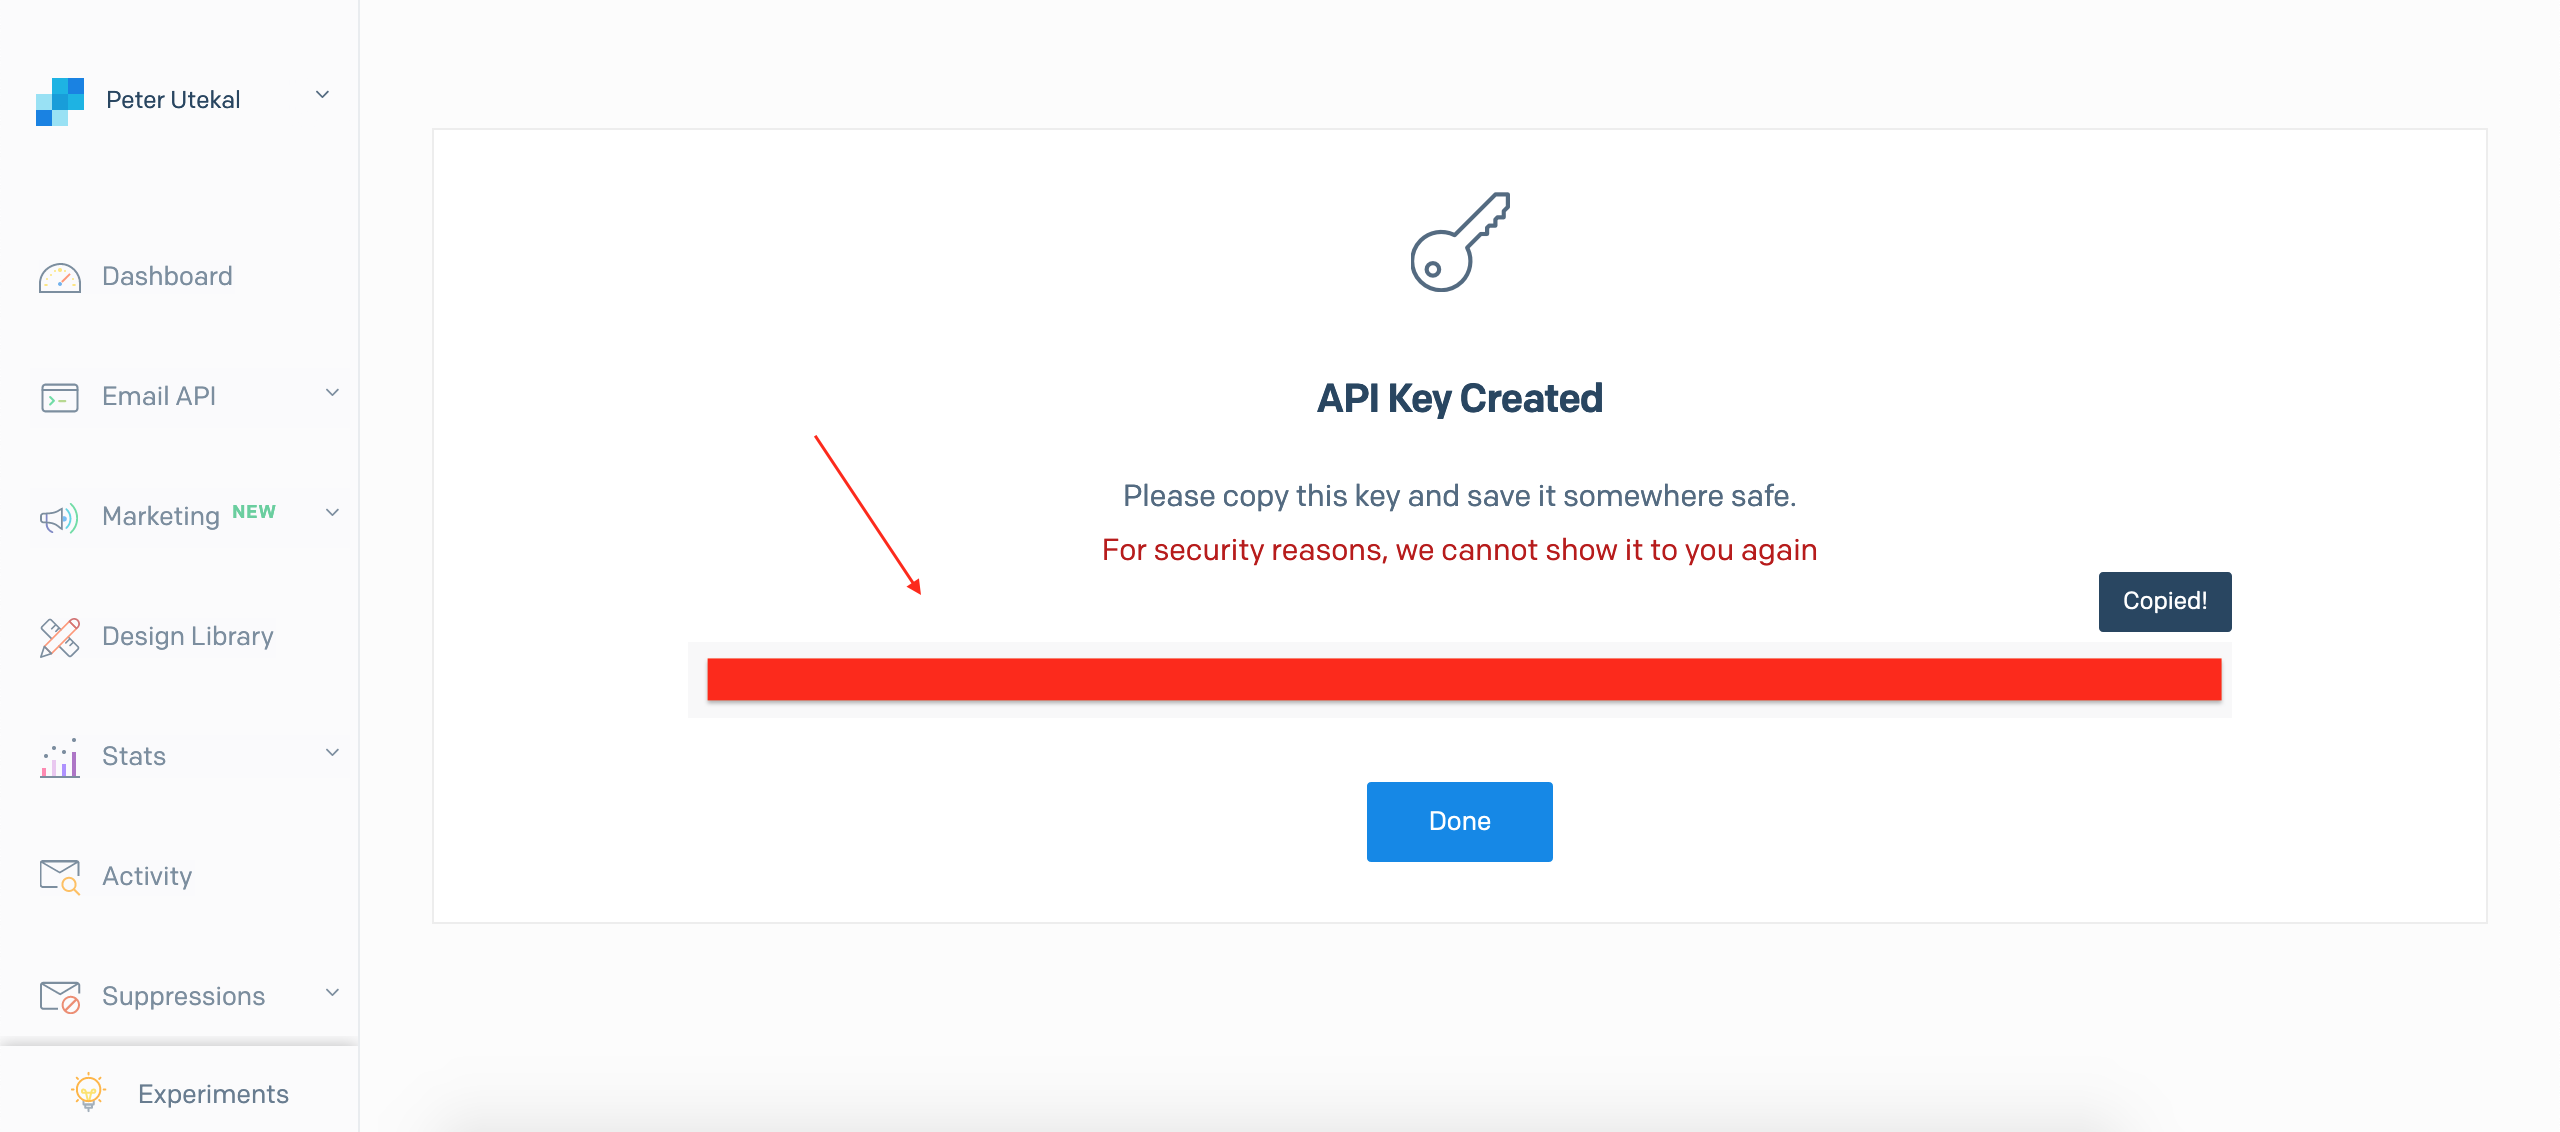 Peter Utekal
Dashboard
Email API
Marketing NEW
Design Library
Stats
Activity
Suppressions
Experiments
API Key Created
Please copy this key and save it somewhere safe.
For security reasons, we cannot show it to you again
Copied!
Done